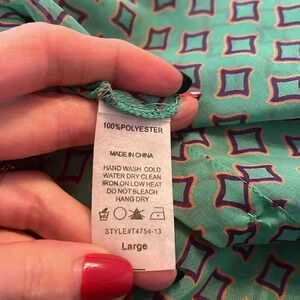 100%POLYESTER
MADE IN CHINA
HAND WASH COLD
WATER DRY CLEAN
IRON ON LOW HEAT
DO NOT BLEACH
HANG DRY
STYLE#T4754-13
Large